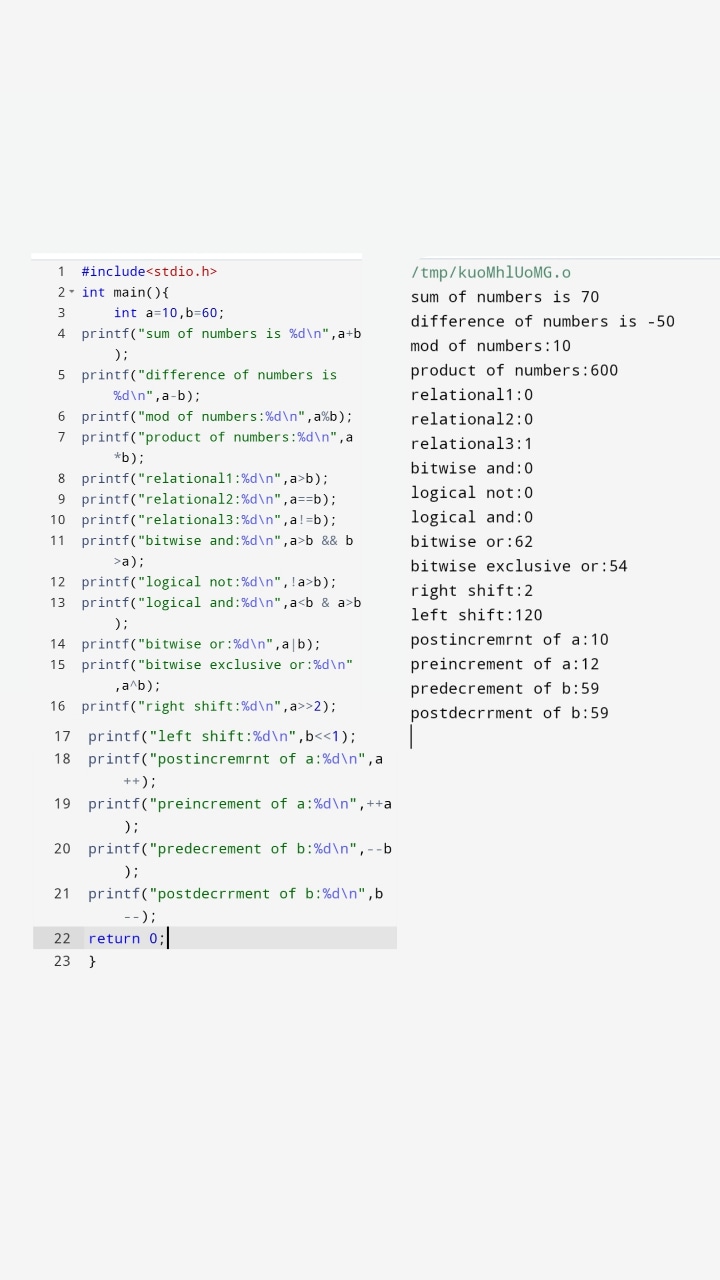 1 #include<stdio.h>
2 int main(){
3 int a=10,b=60;
4 printf("sum of numbers is %d\n",a+b
);
5 printf("difference of numbers is
%d\n",a-b);
6 printf("mod of numbers:%d\n",a%b);
7 printf("product of numbers:%d\n",a
*b);
8 printf("relational1:%d\n",a>b);
9 printf("relational2:%d\n",a==b);
10 printf("relational3:%d\n",a!=b);
11 printf("bitwise and:%d\n",a>b && b
>a);
12 printf("logical not:%d\n",!a>b);
13 printf("logical and:%d\n",a<b & a>b
);
14 printf("bitwise or:%d\n",a|b);
15 printf("bitwise exclusive or:%d\n"
,a^b);
16 printf("right shift:%d\n",a>>2);
17 printf("left shift:%d\n",b<<1);
18 printf("postincremrnt of a:%d\n",a
++);
19 printf("preincrement of a:%d\n",++a
);
20 printf("predecrement of b:%d\n",--b
);
21 printf("postdecrrment of b:%d\n",b
--);
22 return 0;
23 }
/tmp/kuoMhlUoMG.o
sum of numbers is 70
difference of numbers is -50
mod of numbers:10
product of numbers:600
relational1:0
relational2:0
relational3:1
bitwise and:0
logical not:0
logical and:0
bitwise or:62
bitwise exclusive or:54
right shift:2
left shift:120
postincremrnt of a:10
preincrement of a:12
predecrement of b:59
postdecrrment of b:59